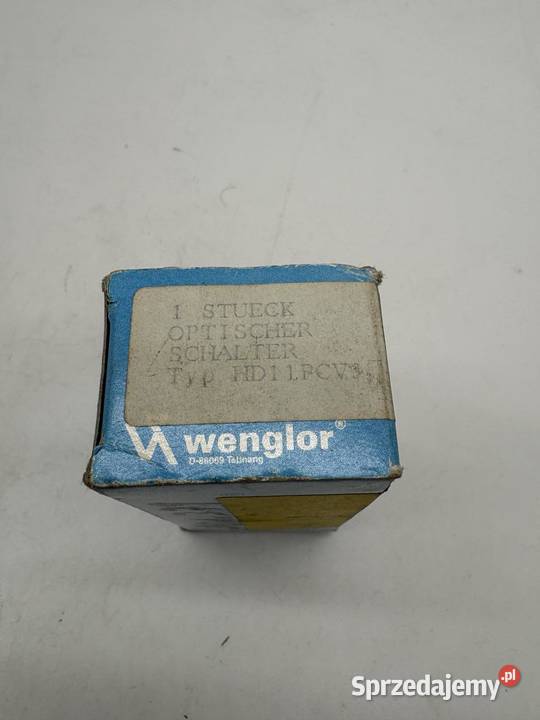 1 STUECK
OPTISCHER
SCHALTER
Typ HD11PCV3
wenglor®
D-88069 Tettnang
Sprzedajemy.pl